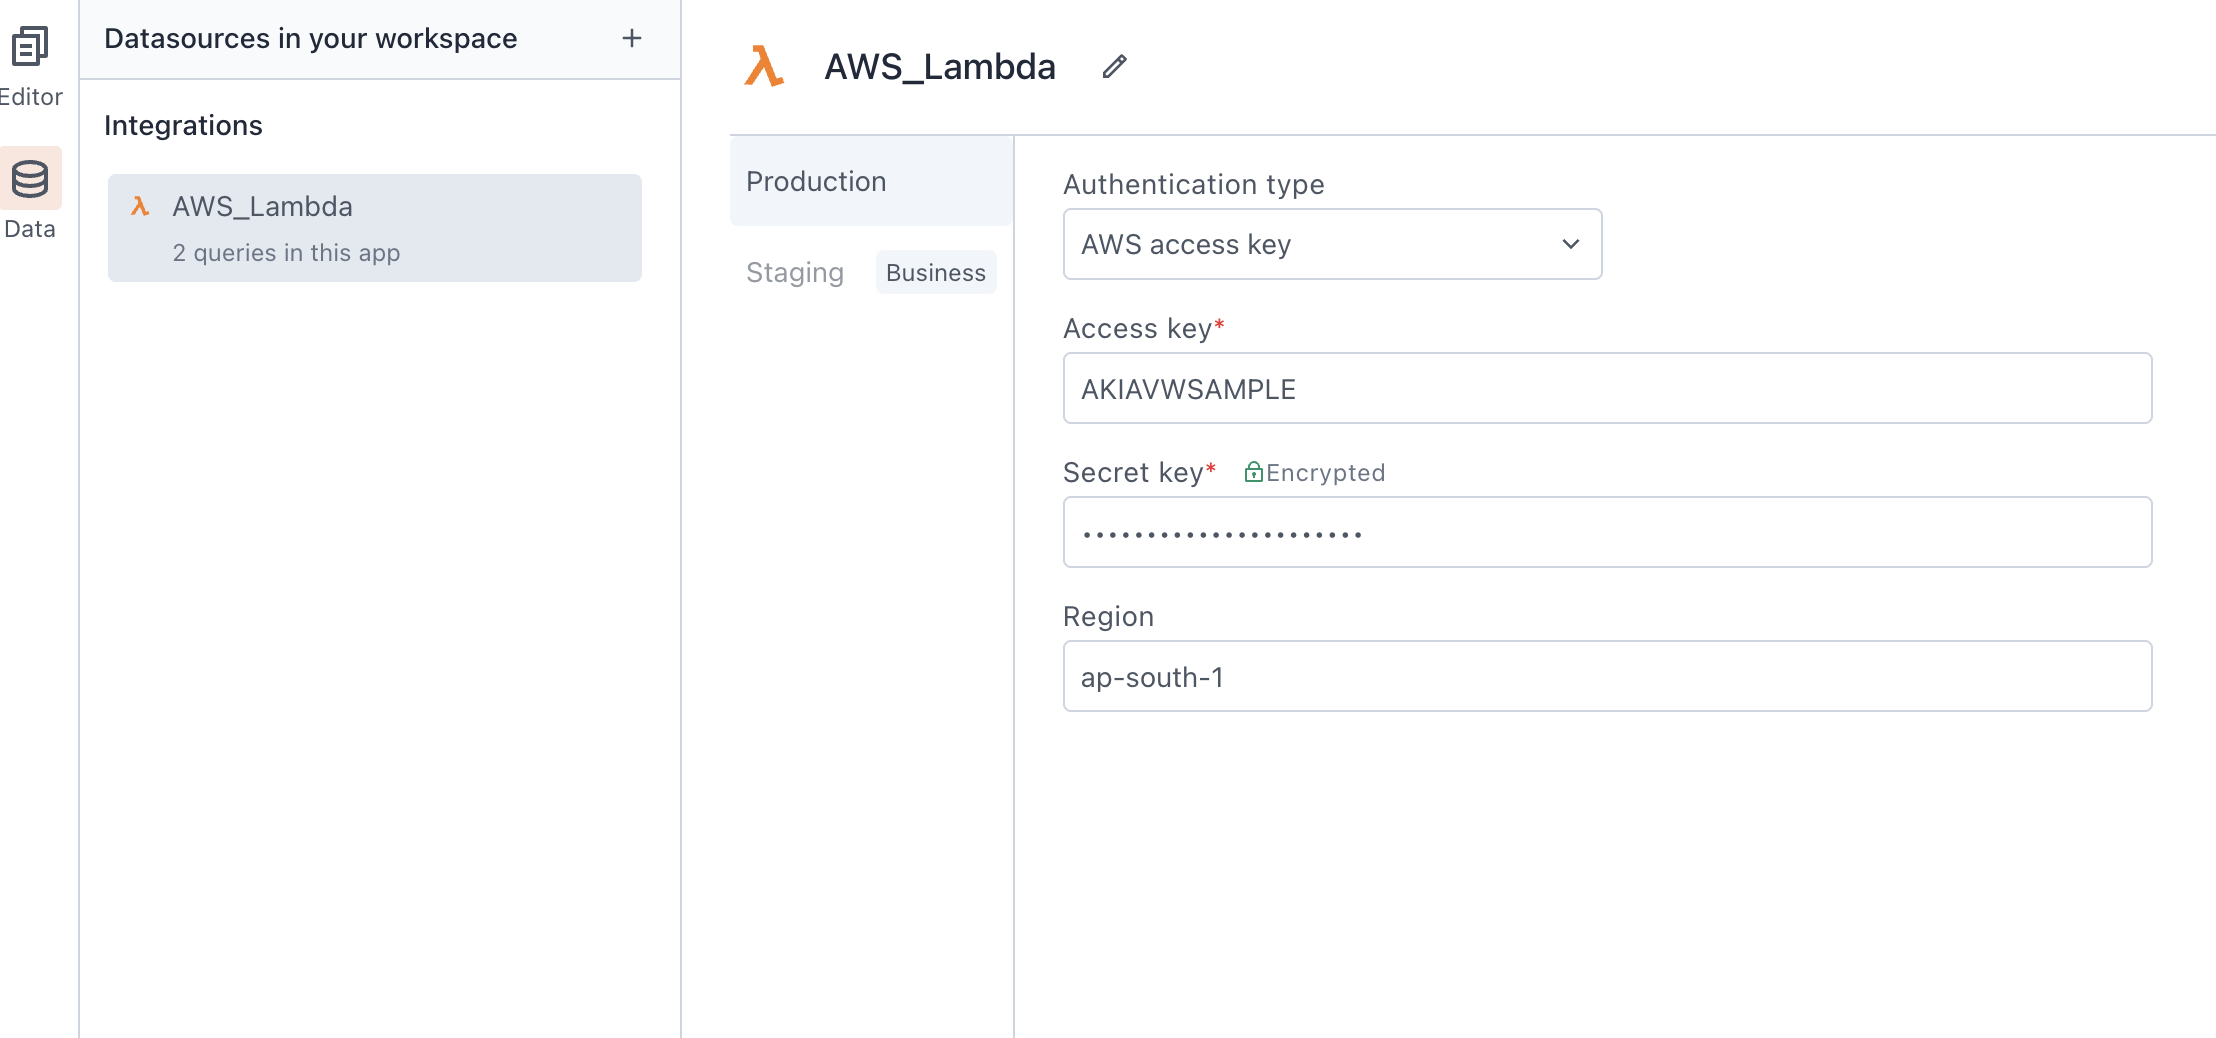 Editor
Data
Datasources in your workspace
Integrations
AWS_Lambda
2 queries in this app
AWS_Lambda
Production
Staging Business
Authentication type
AWS access key
Access key*
AKIAVWSAMPLE
Secret key* Encrypted
••••••••••••••••••••••
Region
ap-south-1